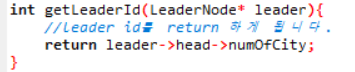 int getLeaderId(LeaderNode* leader){
//Leader id를 return 하게 됩니다.
return leader->head->numOfCity;
}